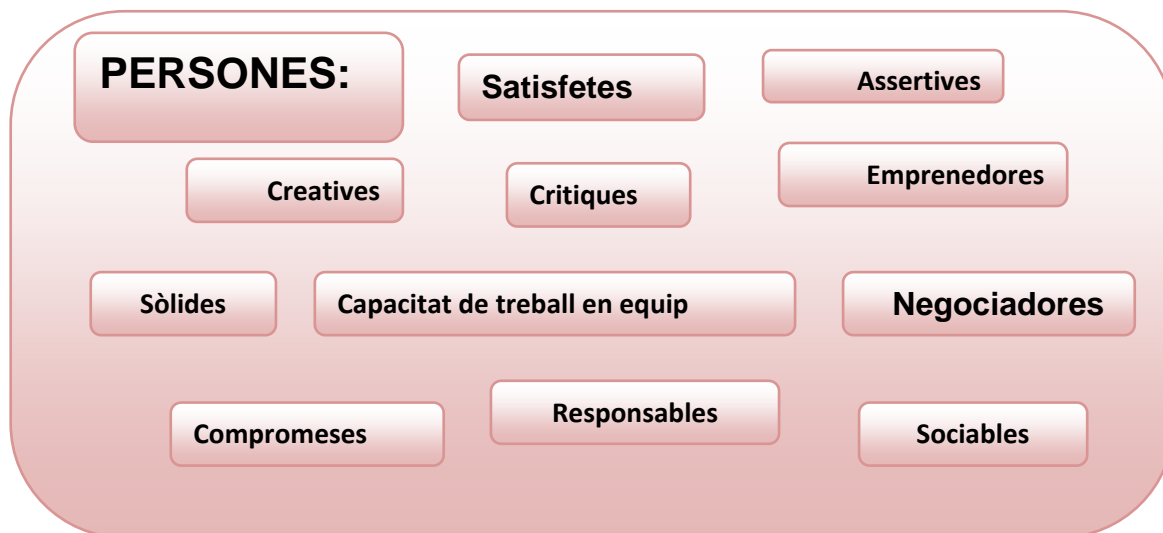 PERSONES:
Satisfetes
Assertives
Creatives
Critiques
Emprenedores
Sòlides
Capacitat de treball en equip
Negociadores
Compromeses
Responsables
Sociables